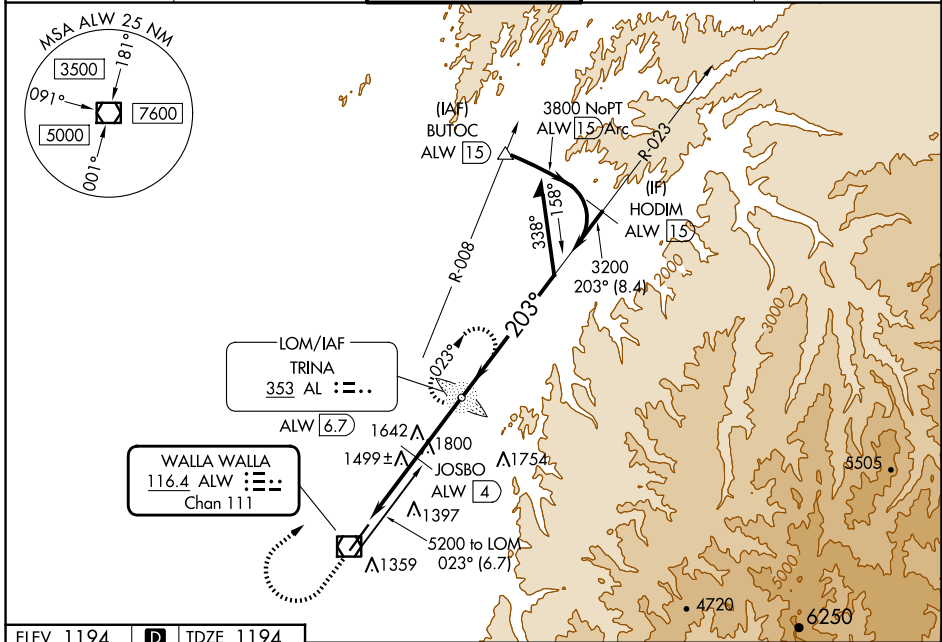 MSA ALW 25 NM
3500
181°
091°
7600
5000
001°
(IAF)
BUTOC
ALW 15
3800 NoPT
ALW 15 Arc
R-023
(IF)
HODIM
ALW 15
158°
338°
3200
203° (8.4)
2000
R-008
203°
3000
LOM/IAF
TRINA
353 AL
023°
ALW 6.7
1642
1800
1499±
1754
JOSBO
ALW 4
5505
WALLA WALLA
116.4 ALW
Chan 111
1397
5200 to LOM
023° (6.7)
1359
5000
4720
6250
ELEV 1194 D TDZE 1194